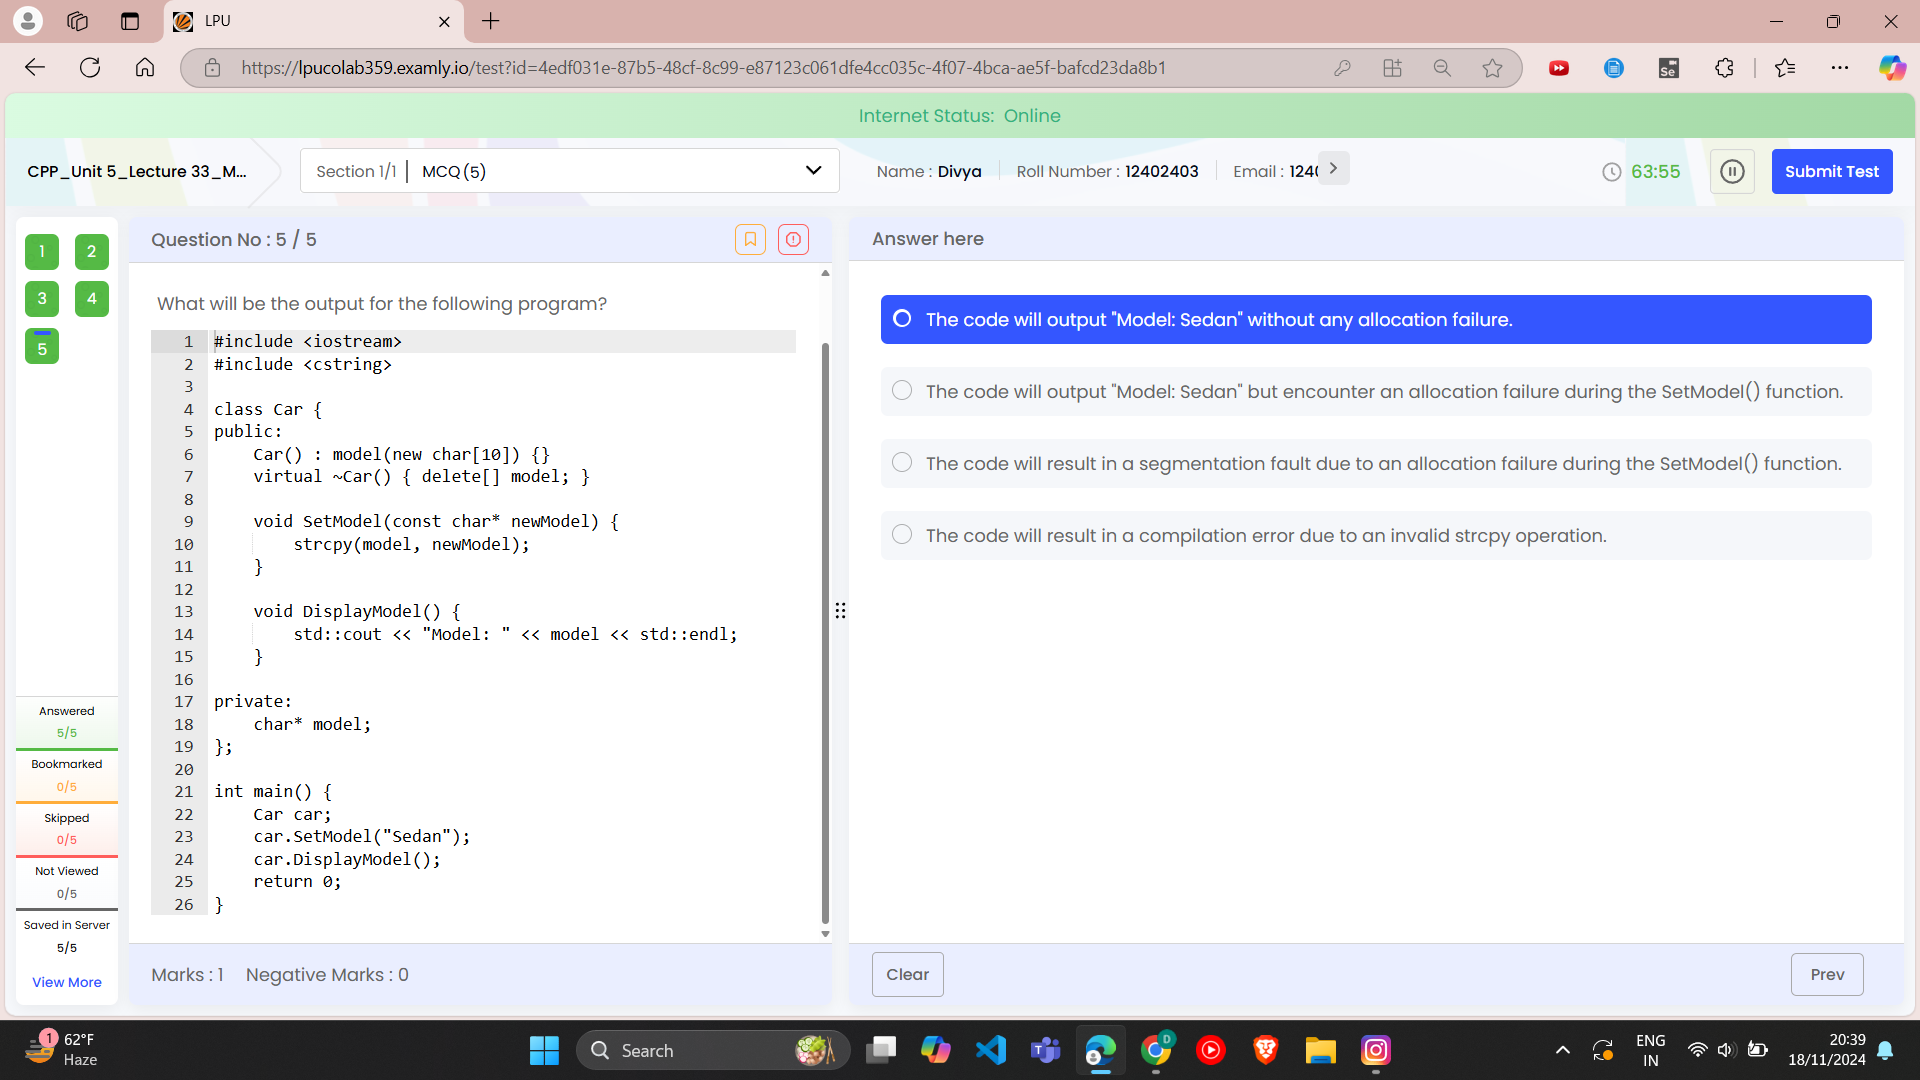 LPU
https://lpucolab359.examly.io/test?id=4edf031e-87b5-48cf-8c99-e87123c061dfe4cc035c-4f07-4bca-ae5f-bafcd23da8b1
Internet Status: Online
CPP_Unit 5_Lecture 33_M...
Section 1/1 | MCQ (5)
Name : Divya
Roll Number : 12402403
Email : 1240
63:55
Submit Test
1 2
3 4
5
Question No : 5 / 5
Answer here
What will be the output for the following program?
1 #include <iostream>
2 #include <cstring>
3
4 class Car {
5 public:
6     Car() : model(new char[10]) {}
7     virtual ~Car() { delete[] model; }
8
9     void SetModel(const char* newModel) {
10         strcpy(model, newModel);
11     }
12
13     void DisplayModel() {
14         std::cout << "Model: " << model << std::endl;
15     }
16
17 private:
18     char* model;
19 };
20
21 int main() {
22     Car car;
23     car.SetModel("Sedan");
24     car.DisplayModel();
25     return 0;
26 }
The code will output "Model: Sedan" without any allocation failure.
The code will output "Model: Sedan" but encounter an allocation failure during the SetModel() function.
The code will result in a segmentation fault due to an allocation failure during the SetModel() function.
The code will result in a compilation error due to an invalid strcpy operation.
Answered
5/5
Bookmarked
0/5
Skipped
0/5
Not Viewed
0/5
Saved in Server
5/5
View More
Marks : 1
Negative Marks : 0
Clear
Prev
1
62°F
Haze
Search
Se
D
ENG
IN
20:39
18/11/2024